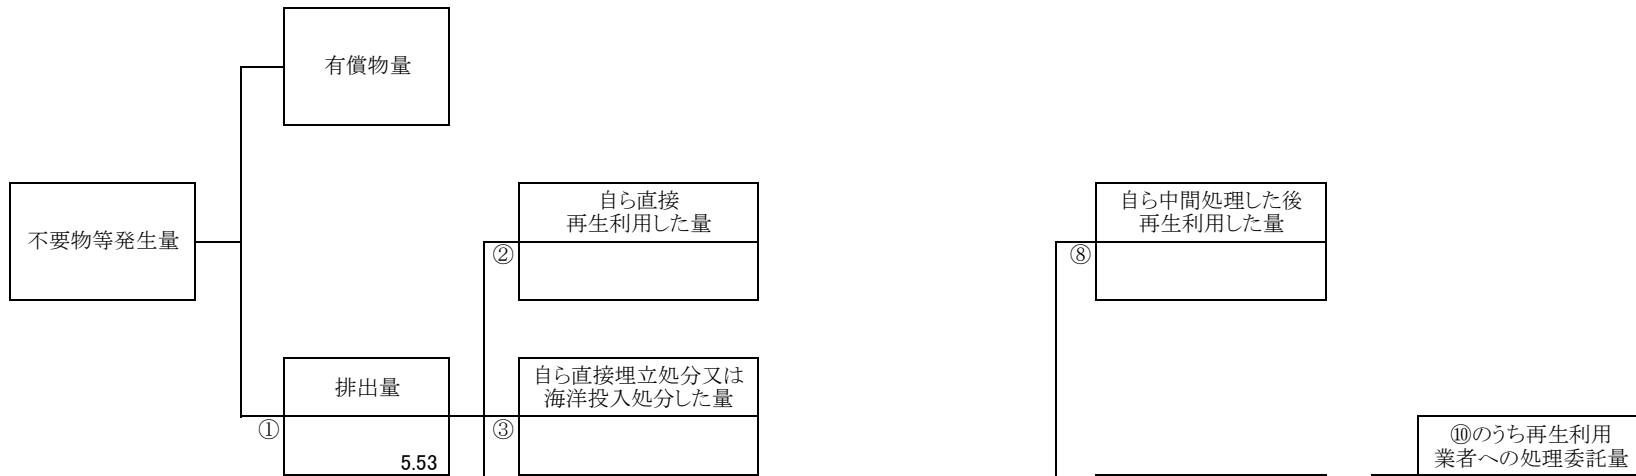 有償物量
不要物等発生量
自ら直接
再生利用した量
②
自ら中間処理した後
再生利用した量
⑧
排出量
①
5.53
自ら直接埋立処分又は
海洋投入処分した量
③
⑩のうち再生利用
業者への処理委託量